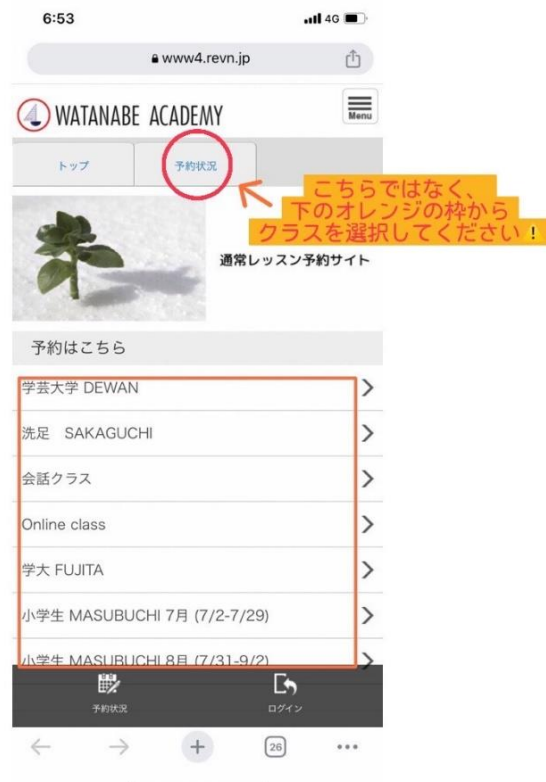 6:53
4G
www4.revn.jp
WATANABE ACADEMY
Menu
トップ
予約状況
こちらではなく、
下のオレンジの枠から
クラスを選択してください！
通常レッスン予約サイト
予約はこちら
学芸大学 DEWAN
洗足　SAKAGUCHI
会話クラス
Online class
学大 FUJITA
小学生 MASUBUCHI 7月 (7/2-7/29)
小学生 MASUBUCHI 8月 (7/31-9/2)
予約状況
ログイン
26